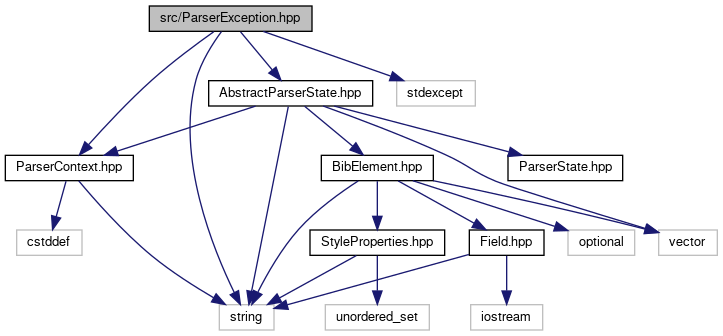 src/ParserException.hpp
AbstractParserState.hpp
stdexcept
ParserContext.hpp
BibElement.hpp
ParserState.hpp
cstddef
StyleProperties.hpp
Field.hpp
optional
vector
string
unordered_set
iostream